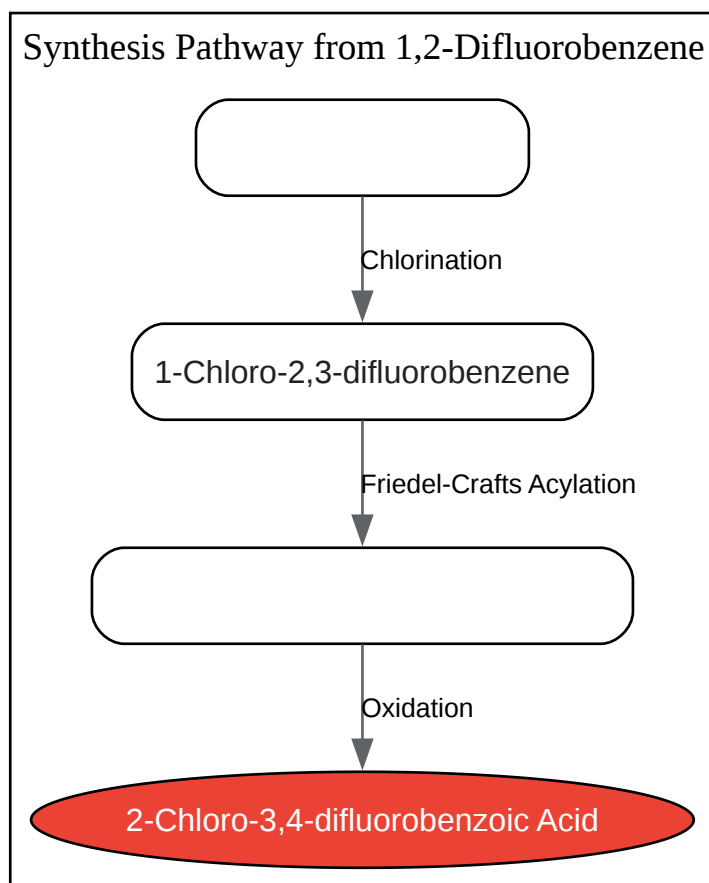 Synthesis Pathway from 1,2-Difluorobenzene
Chlorination
1-Chloro-2,3-difluorobenzene
Friedel-Crafts Acylation
Oxidation
2-Chloro-3,4-difluorobenzoic Acid